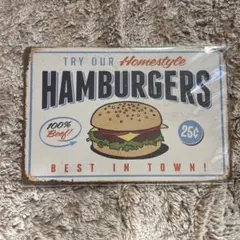 TRY OUR Homestyle
HAMBURGERS
100%
Beef!
25¢
BEST IN TOWN!